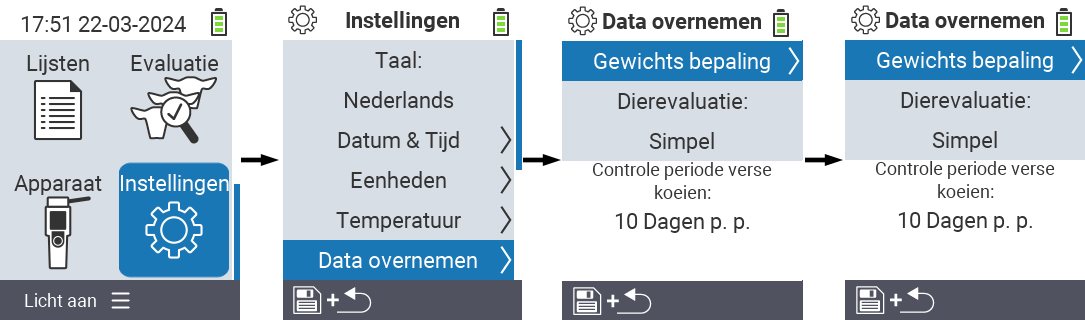 17:51 22-03-2024
Lijsten
Evaluatie
Apparaat
Instellingen
Licht aan
Instellingen
Taal:
Nederlands
Datum & Tijd
Eenheden
Temperatuur
Data overnemen
+
Data overnemen
Gewichts bepaling
Dierevaluatie:
Simpel
Controle periode verse
koeien:
10 Dagen p. p.
+
Data overnemen
Gewichts bepaling
Dierevaluatie:
Simpel
Controle periode verse
koeien:
10 Dagen p. p.
+